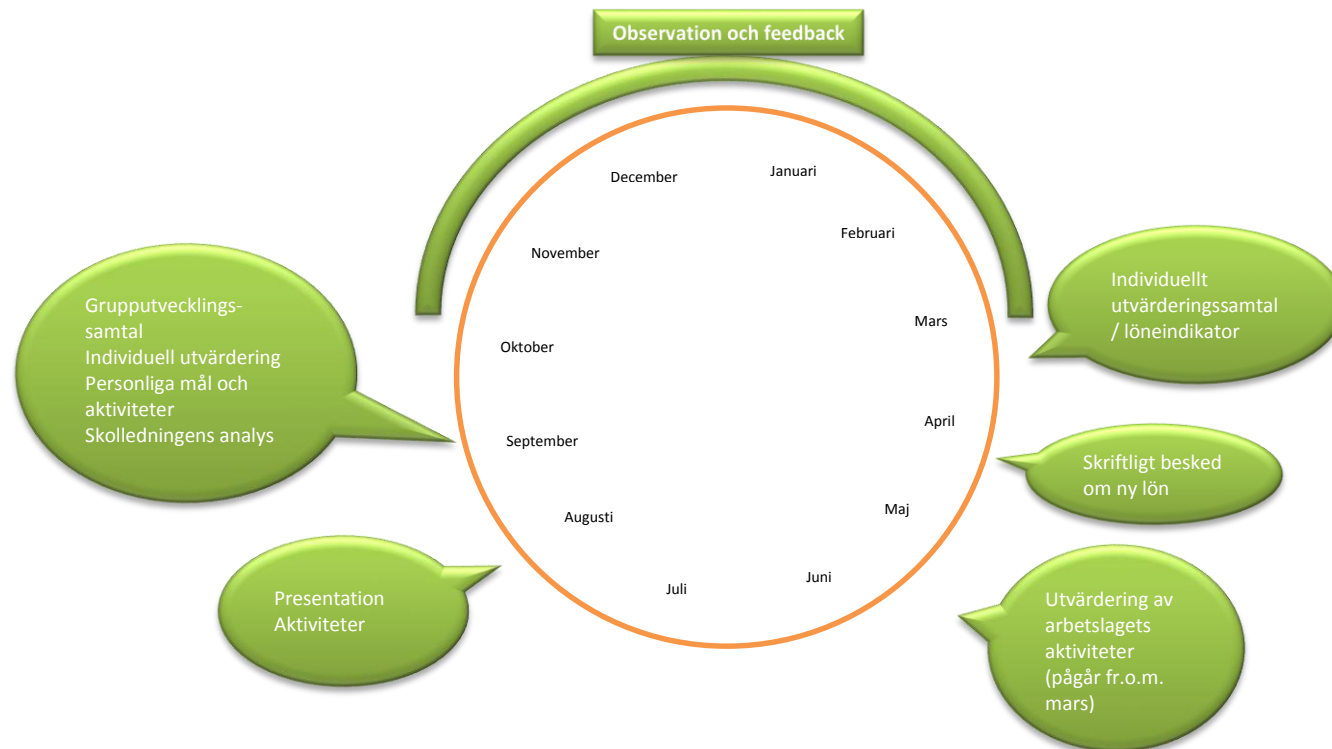 Observation och feedback
Januari
Februari
Mars
April
Maj
Juni
Juli
Augusti
September
Oktober
November
December
Individuellt
utvärderingssamtal
/ löneindikator
Skriftligt besked
om ny lön
Utvärdering av
arbetslagets
aktiviteter
(pågår fr.o.m.
mars)
Presentation
Aktiviteter
Grupputvecklings-
samtal
Individuell utvärdering
Personliga mål och
aktiviteter
Skolledningens analys